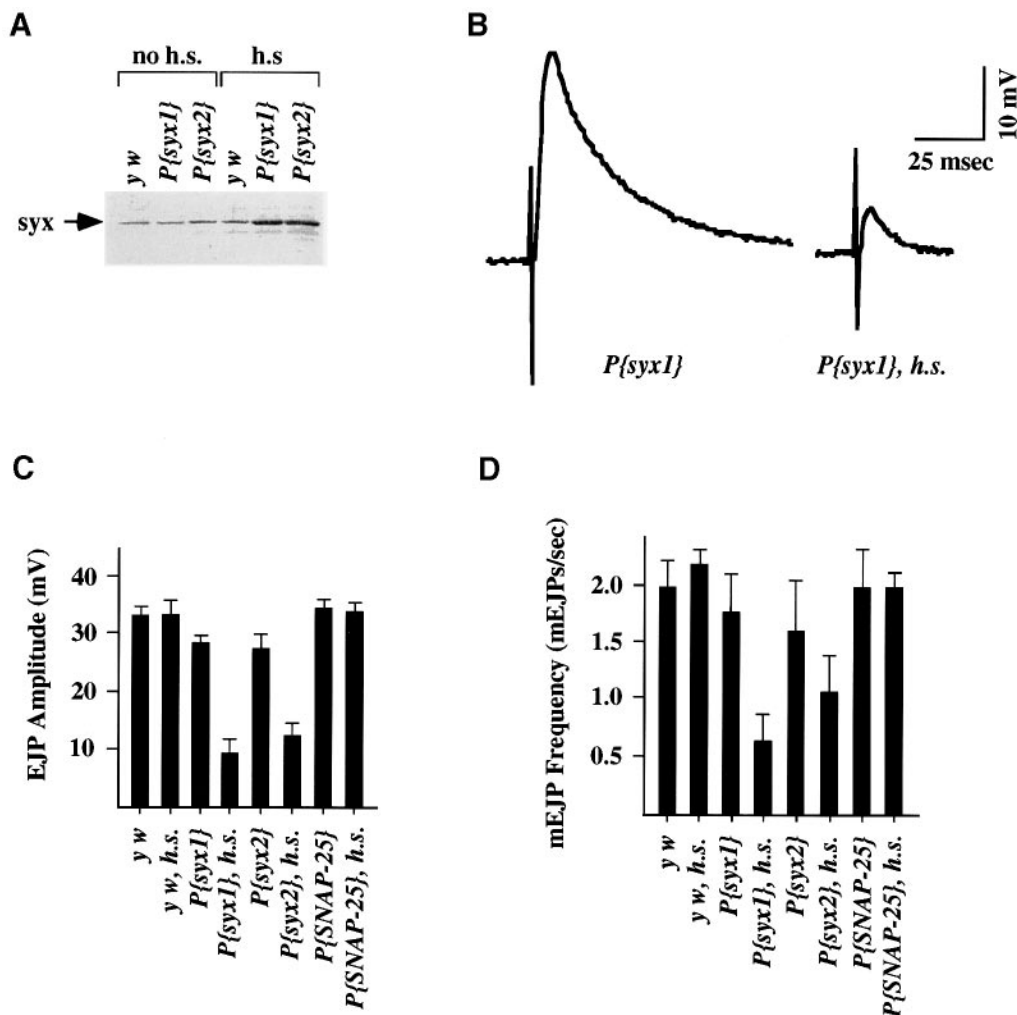 A
no h.s.
h.s
y w
P{syx1}
P{syx2}
y w
P{syx1}
P{syx2}
syx
B
10 mV
25 msec
P{syx1}
P{syx1}, h.s.
C
EJP Amplitude (mV)
40
30
20
10
y w
y w, h.s.
P{syx1}
P{syx1}, h.s.
P{syx2}
P{syx2}, h.s.
P{SNAP-25}
P{SNAP-25}, h.s.
D
mEJP Frequency (mEJPs/sec)
2.0
1.5
1.0
0.5
y w
y w, h.s.
P{syx1}
P{syx1}, h.s.
P{syx2}
P{syx2}, h.s.
P{SNAP-25}
P{SNAP-25}, h.s.